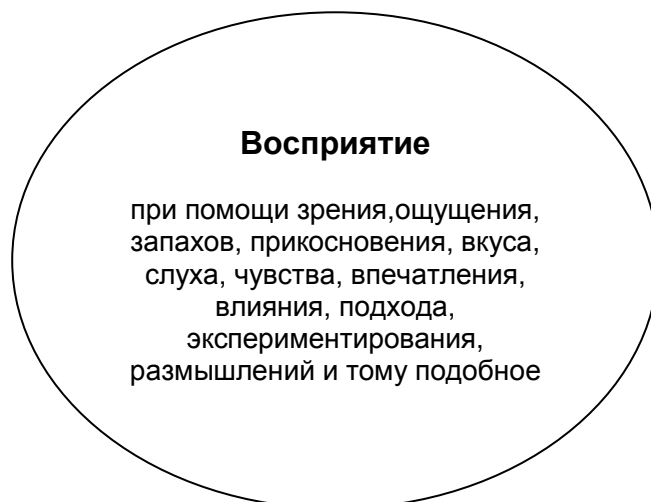 Восприятие
при помощи зрения,ощущения,
запахов, прикосновения, вкуса,
слуха, чувства, впечатления,
влияния, подхода,
экспериментирования,
размышлений и тому подобное